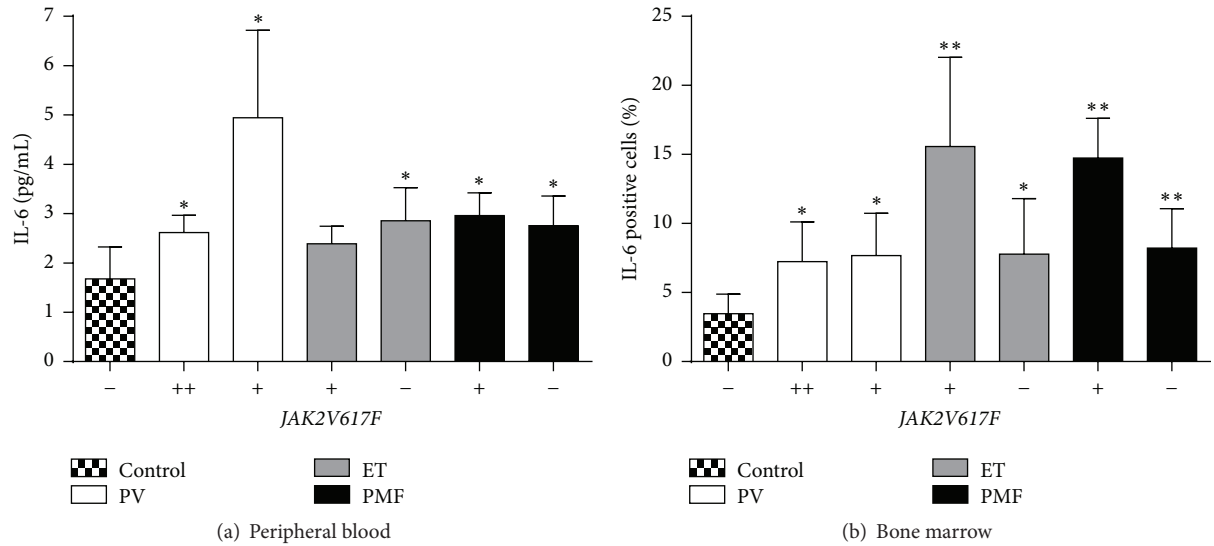 7
6
5
4
3
2
1
0
IL-6 (pg/mL)
*
*
*
*
*
− ++ + + − + −
JAK2V617F
Control ET
PV PMF
(a) Peripheral blood
25
20
15
10
5
0
IL-6 positive cells (%)
*
*
**
*
**
**
− ++ + + − + −
JAK2V617F
Control ET
PV PMF
(b) Bone marrow